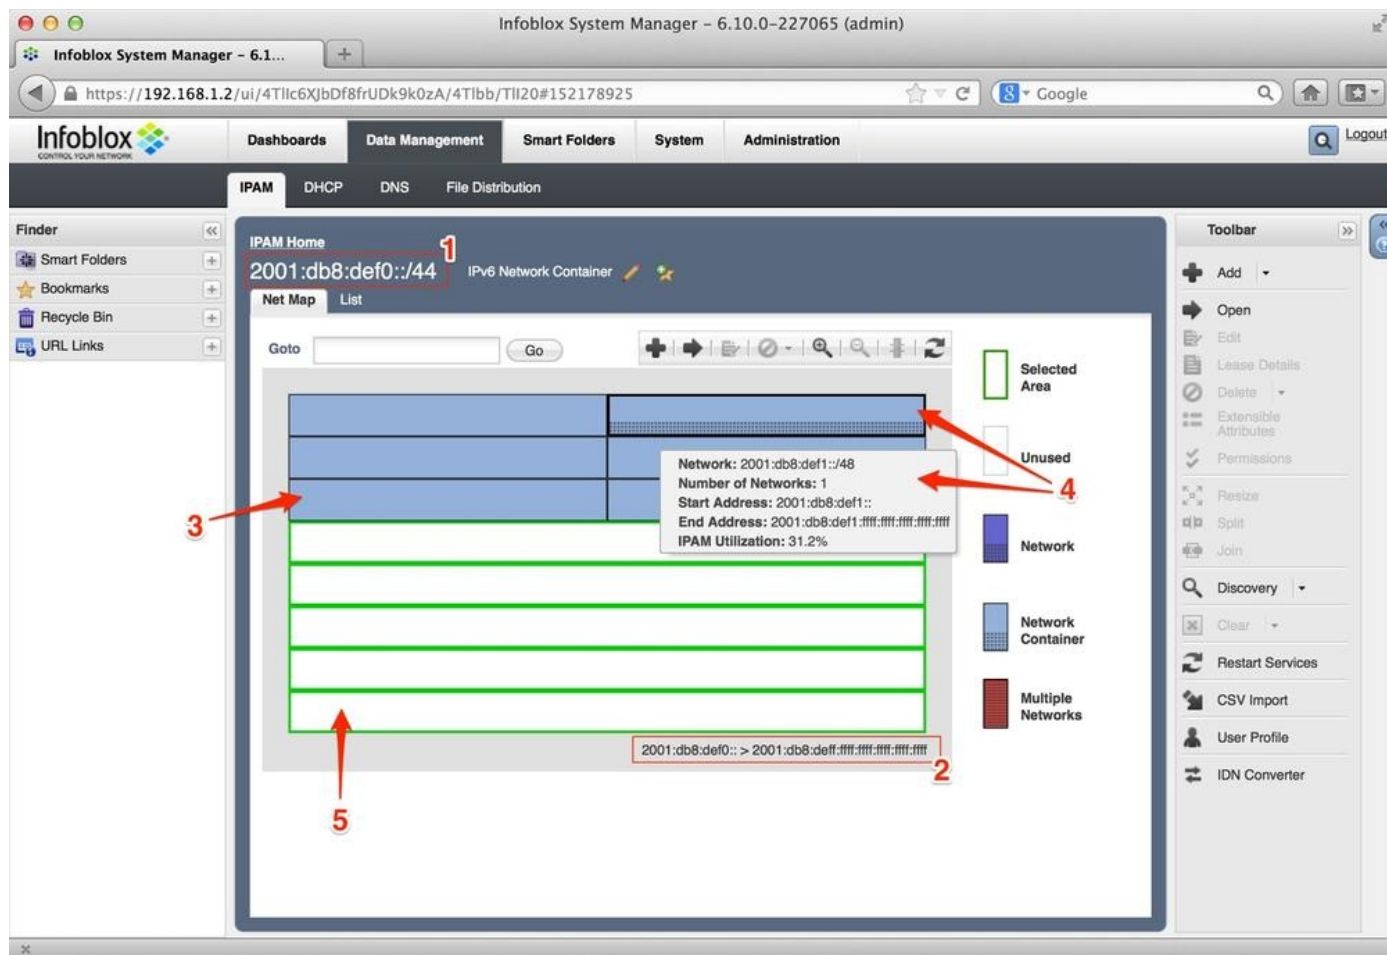 Infoblox System Manager – 6.10.0-227065 (admin)
Infoblox System Manager – 6.1...
https://192.168.1.2/ui/4TlIc6XJbDf8frUDk9k0zA/4Tlbb/TlI20#152178925
Google
Infoblox
CONTROL YOUR NETWORK
Dashboards
Data Management
Smart Folders
System
Administration
Logout
IPAM
DHCP
DNS
File Distribution
Finder
Smart Folders
Bookmarks
Recycle Bin
URL Links
IPAM Home
1
2001:db8:def0::/44
IPv6 Network Container
Net Map
List
Goto
Go
Selected
Area
Unused
Network
Network
Container
Multiple
Networks
Network: 2001:db8:def1::/48
Number of Networks: 1
Start Address: 2001:db8:def1::
End Address: 2001:db8:def1:ffff:ffff:ffff:ffff:ffff
IPAM Utilization: 31.2%
4
3
2001:db8:def0:: > 2001:db8:deff:ffff:ffff:ffff:ffff:ffff
2
5
Toolbar
Add
Open
Edit
Lease Details
Delete
Extensible
Attributes
Permissions
Resize
Split
Join
Discovery
Clear
Restart Services
CSV Import
User Profile
IDN Converter